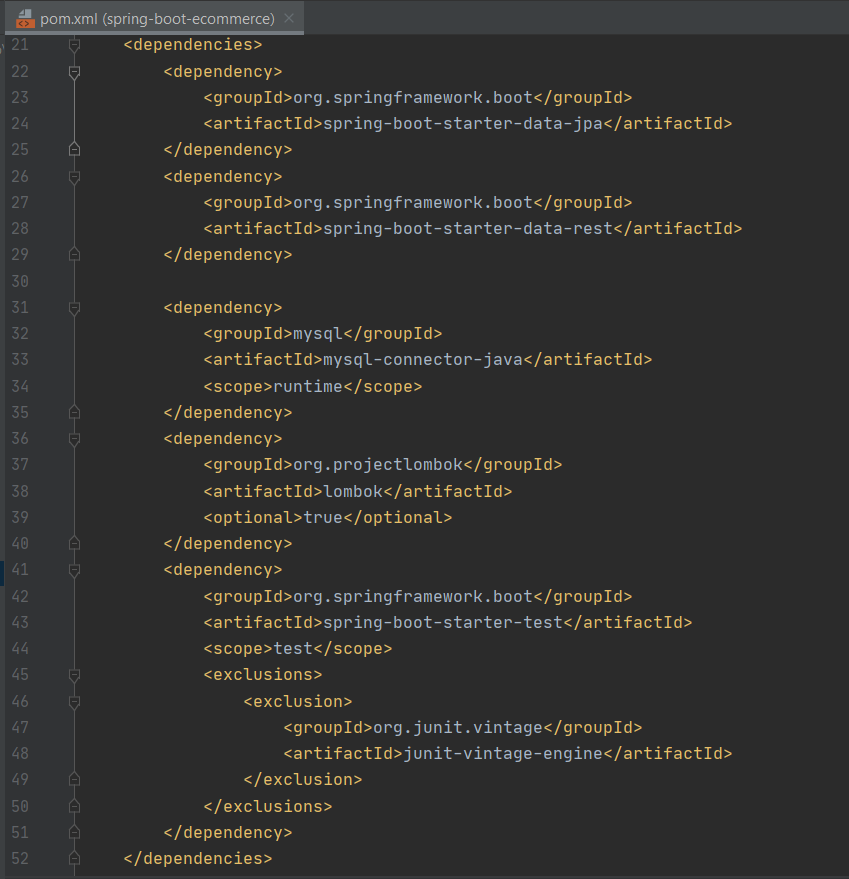 pom.xml (spring-boot-ecommerce)
21 <dependencies>
22 <dependency>
23 <groupId>org.springframework.boot</groupId>
24 <artifactId>spring-boot-starter-data-jpa</artifactId>
25 </dependency>
26 <dependency>
27 <groupId>org.springframework.boot</groupId>
28 <artifactId>spring-boot-starter-data-rest</artifactId>
29 </dependency>
30
31 <dependency>
32 <groupId>mysql</groupId>
33 <artifactId>mysql-connector-java</artifactId>
34 <scope>runtime</scope>
35 </dependency>
36 <dependency>
37 <groupId>org.projectlombok</groupId>
38 <artifactId>lombok</artifactId>
39 <optional>true</optional>
40 </dependency>
41 <dependency>
42 <groupId>org.springframework.boot</groupId>
43 <artifactId>spring-boot-starter-test</artifactId>
44 <scope>test</scope>
45 <exclusions>
46 <exclusion>
47 <groupId>org.junit.vintage</groupId>
48 <artifactId>junit-vintage-engine</artifactId>
49 </exclusion>
50 </exclusions>
51 </dependency>
52 </dependencies>